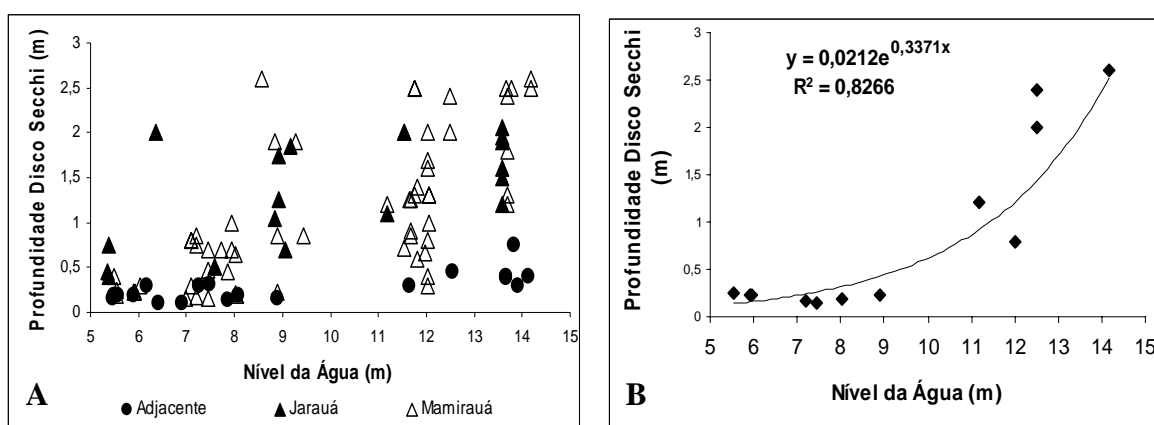 Profundidade Disco Secchi (m)
3
2,5
2
1,5
1
0,5
0
5 6 7 8 9 10 11 12 13 14 15
Nível da Água (m)
A
Adjacente Jarauá Mamirauá
Profundidade Disco Secchi
(m)
y = 0,0212e^0,3371x
R² = 0,8266
3
2,5
2
1,5
1
0,5
0
5 6 7 8 9 10 11 12 13 14 15
Nível da Água (m)
B